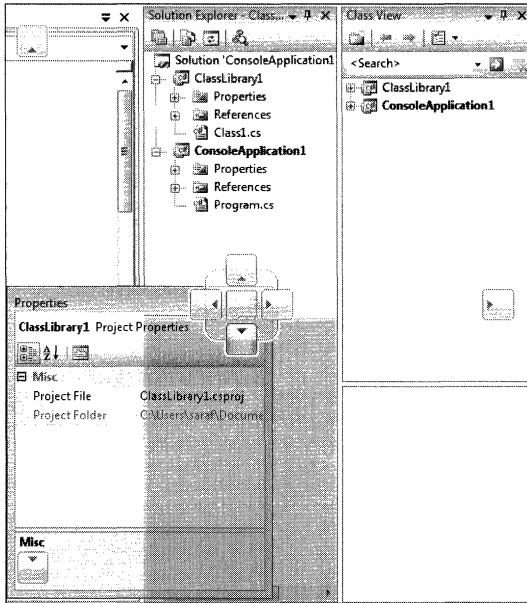 Solution Explorer - Class...
Solution 'ConsoleApplication1
ClassLibrary1
Properties
References
Class1.cs
ConsoleApplication1
Properties
References
Program.cs
Class View
<Search>
ClassLibrary1
ConsoleApplication1
Properties
ClassLibrary1 Project Properties
Misc
Project File ClassLibrary1.csproj
Project Folder C:\Users\saraf\Docume
Misc